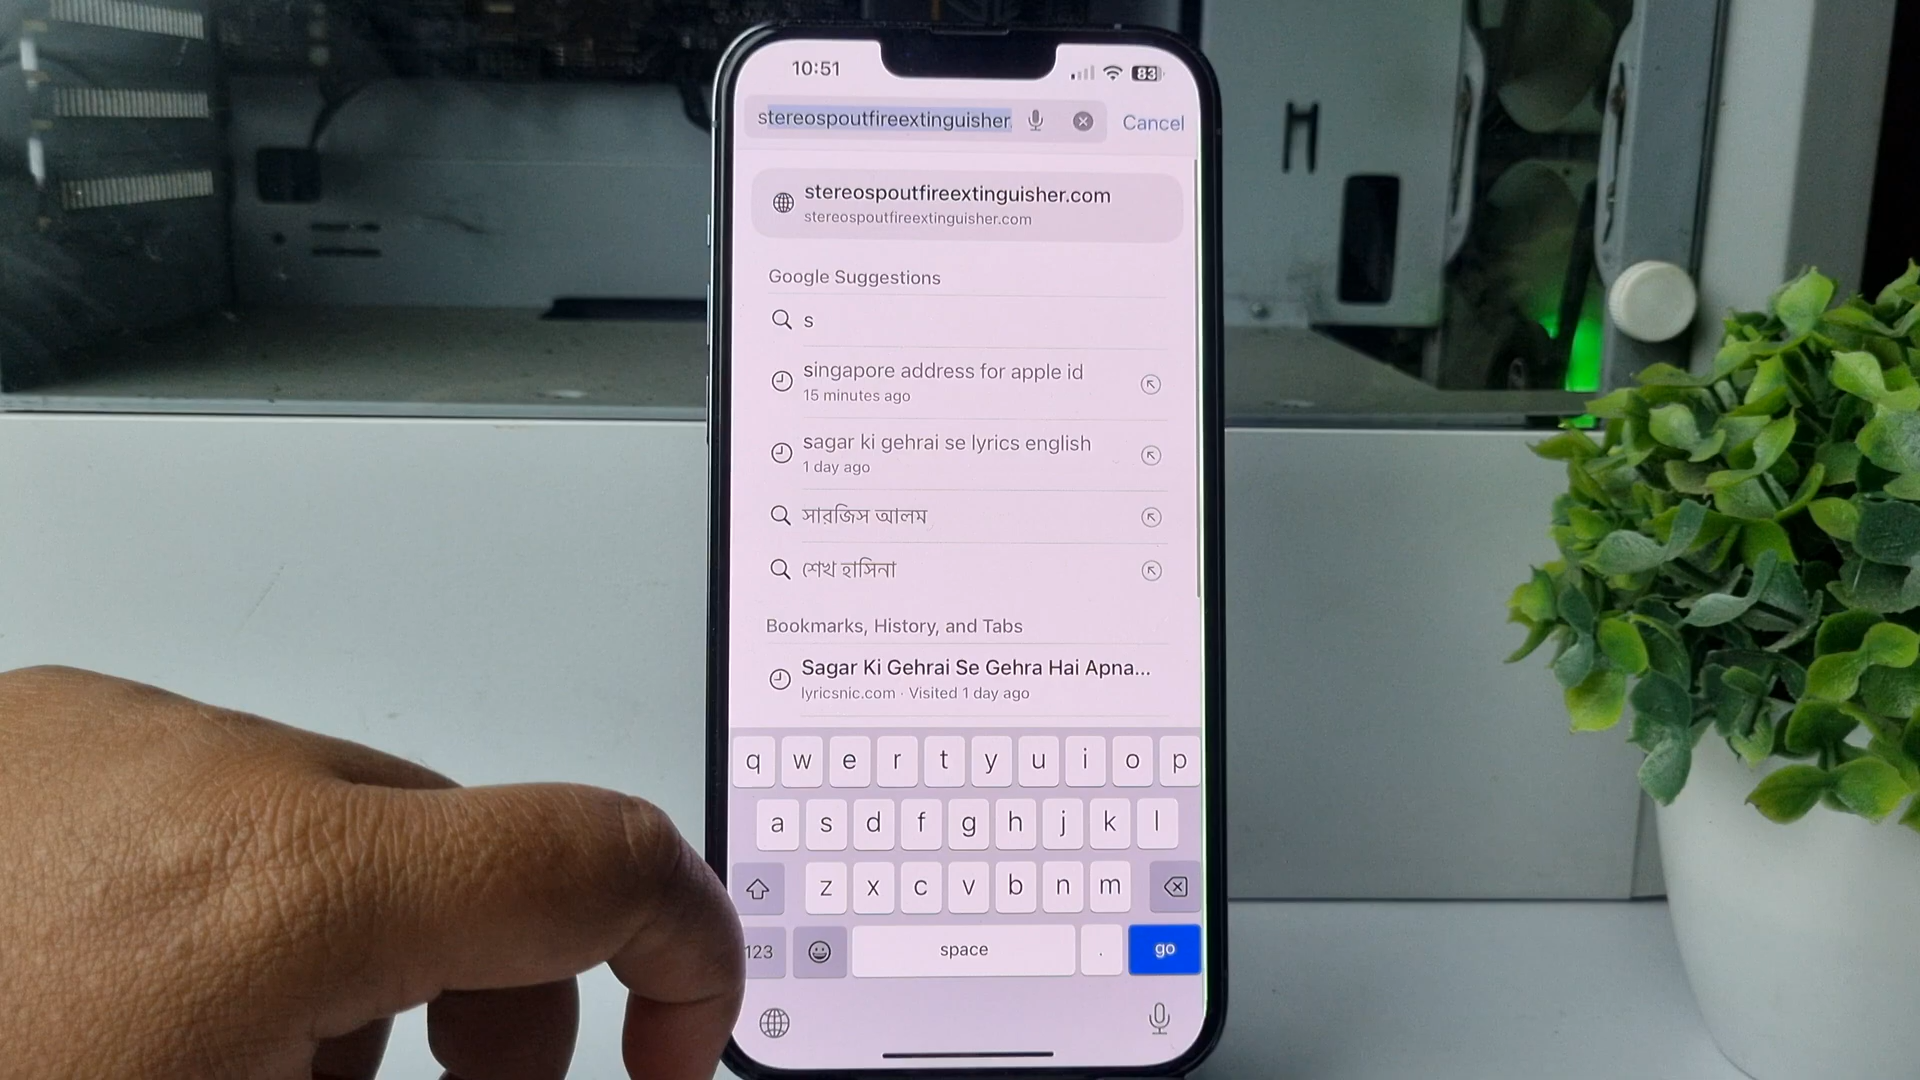 10:51
83
stereospoutfireextinguisher.
Cancel
stereospoutfireextinguisher.com
stereospoutfireextinguisher.com
Google Suggestions
s
singapore address for apple id
15 minutes ago
sagar ki gehrai se lyrics english
1 day ago
সারজিস আলম
শেখ হাসিনা
Bookmarks, History, and Tabs
Sagar Ki Gehrai Se Gehra Hai Apna...
lyricsnic.com · Visited 1 day ago
q w e r t y u i o p
a s d f g h j k l
z x c v b n m
123 space . go